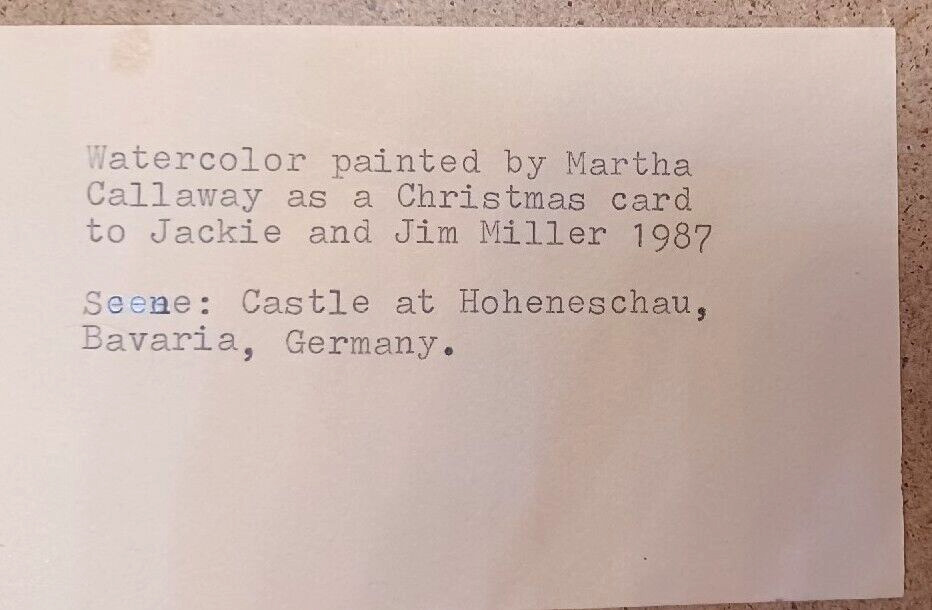 Watercolor painted by Martha
Callaway as a Christmas card
to Jackie and Jim Miller 1987
Scene: Castle at Hoheneschau,
Bavaria, Germany.